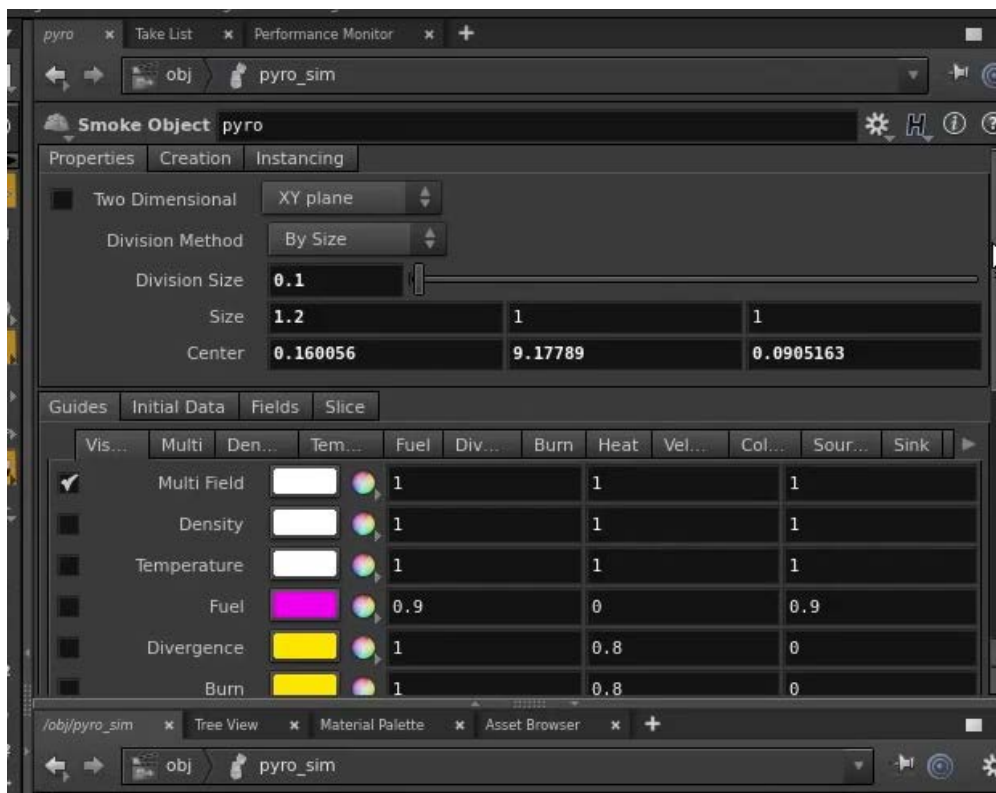 pyro Take List Performance Monitor
obj pyro_sim
Smoke Object pyro
Properties Creation Instancing
Two Dimensional XY plane
Division Method By Size
Division Size 0.1
Size 1.2 1 1
Center 0.160056 9.17789 0.0905163
Guides Initial Data Fields Slice
Vis... Multi Den... Tem... Fuel Div... Burn Heat Vel... Col... Sour... Sink
Multi Field 1 1 1
Density 1 1 1
Temperature 1 1 1
Fuel 0.9 0 0.9
Divergence 1 0.8 0
Burn 1 0.8 0
/obj/pyro_sim Tree View Material Palette Asset Browser
obj pyro_sim